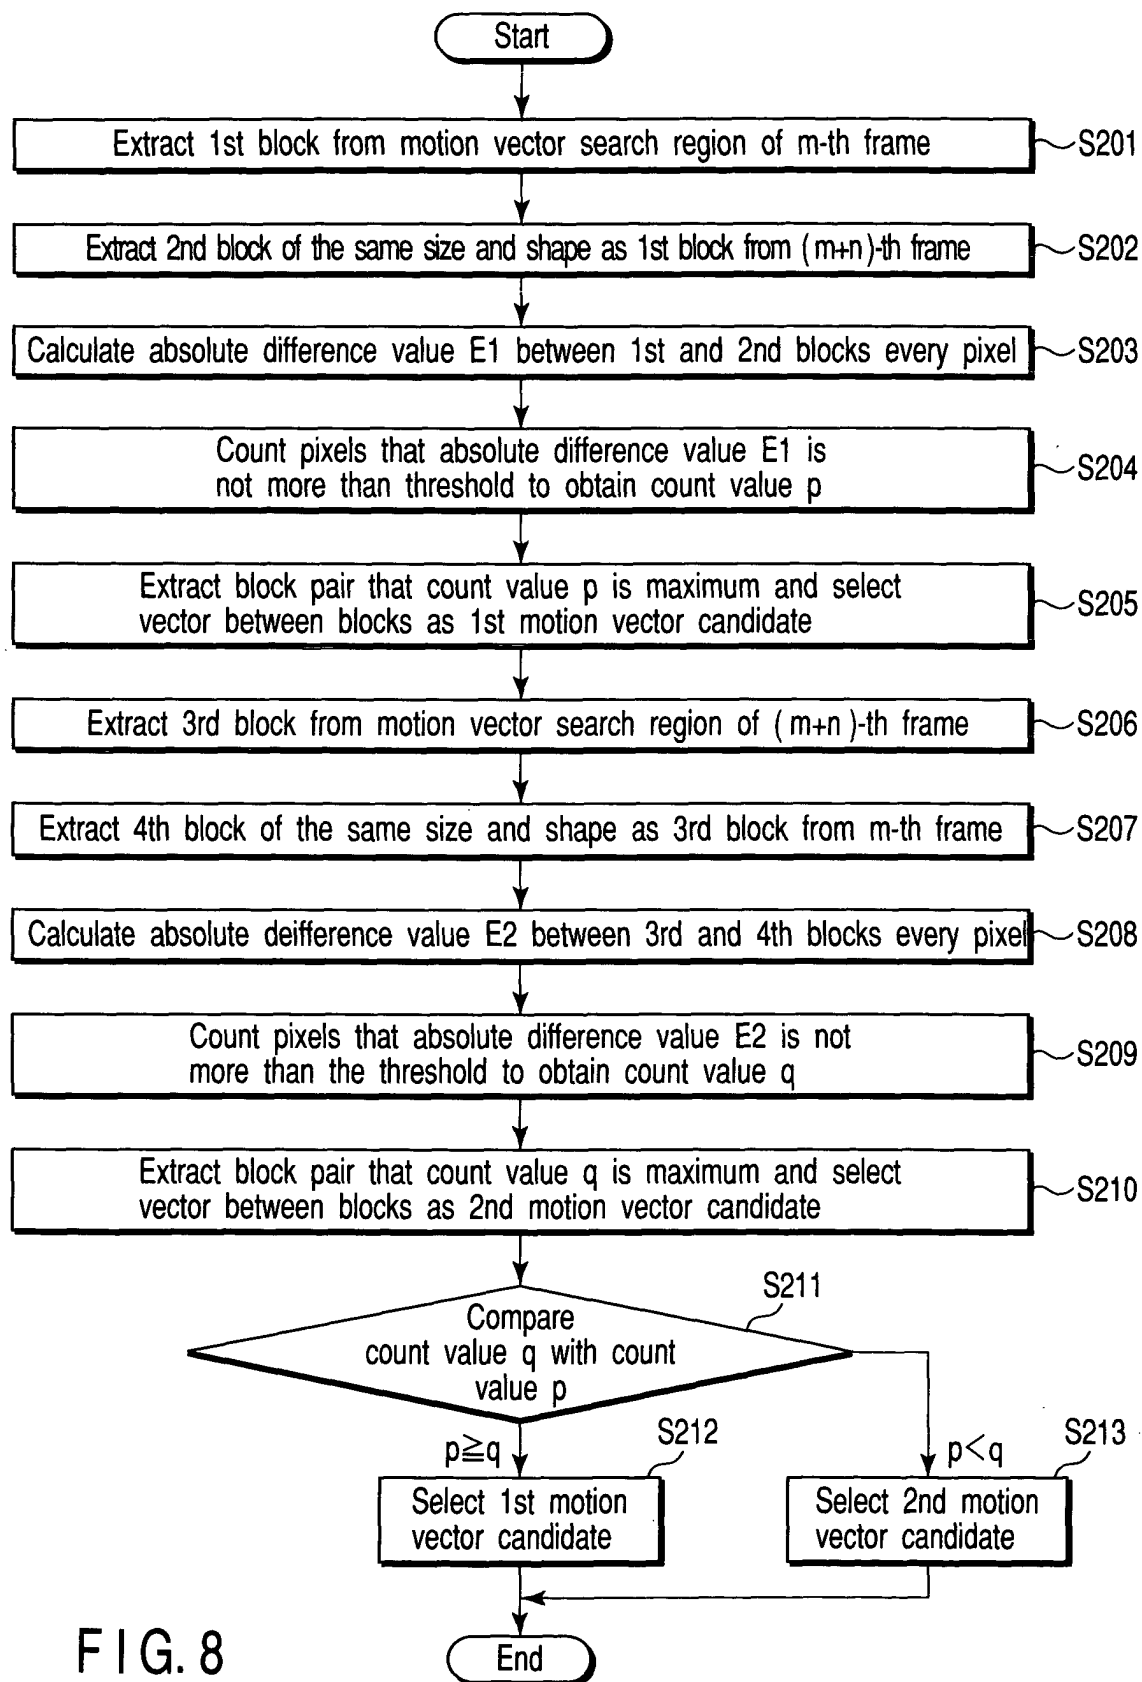 Start
Extract 1st block from motion vector search region of m-th frame
S201
Extract 2nd block of the same size and shape as 1st block from (m+n)-th frame
S202
Calculate absolute difference value E1 between 1st and 2nd blocks every pixel
S203
Count pixels that absolute difference value E1 is
not more than threshold to obtain count value p
S204
Extract block pair that count value p is maximum and select
vector between blocks as 1st motion vector candidate
S205
Extract 3rd block from motion vector search region of (m+n)-th frame
S206
Extract 4th block of the same size and shape as 3rd block from m-th frame
S207
Calculate absolute deifference value E2 between 3rd and 4th blocks every pixel
S208
Count pixels that absolute difference value E2 is not
more than the threshold to obtain count value q
S209
Extract block pair that count value q is maximum and select
vector between blocks as 2nd motion vector candidate
S210
S211
Compare
count value q with count
value p
p≧q
S212
p<q
S213
Select 1st motion
vector candidate
Select 2nd motion
vector candidate
End
FIG. 8